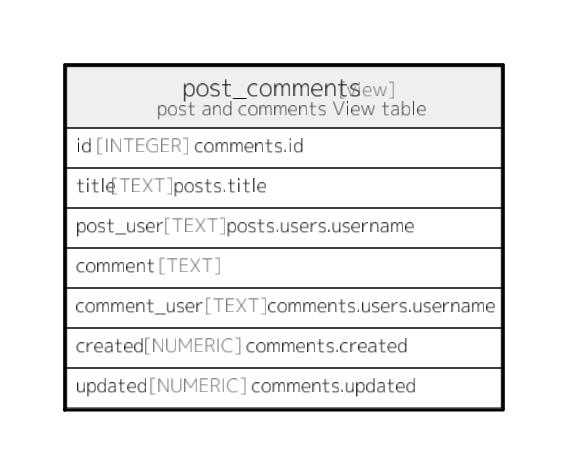 post_comments [view]
post and comments View table
id [INTEGER] comments.id
title [TEXT] posts.title
post_user [TEXT] posts.users.username
comment [TEXT]
comment_user [TEXT] comments.users.username
created [NUMERIC] comments.created
updated [NUMERIC] comments.updated